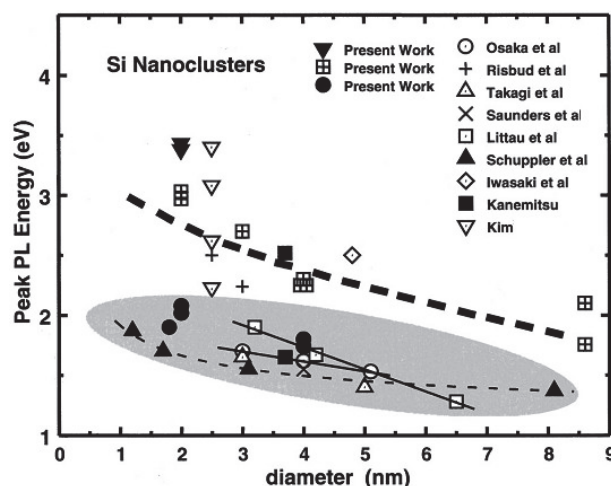 Si Nanoclusters
Present Work
Present Work
Present Work
Osaka et al
Risbud et al
Takagi et al
Saunders et al
Littau et al
Schuppler et al
Iwasaki et al
Kanemitsu
Kim
Peak PL Energy (eV)
4
3
2
1
0 1 2 3 4 5 6 7 8 9
diameter (nm)